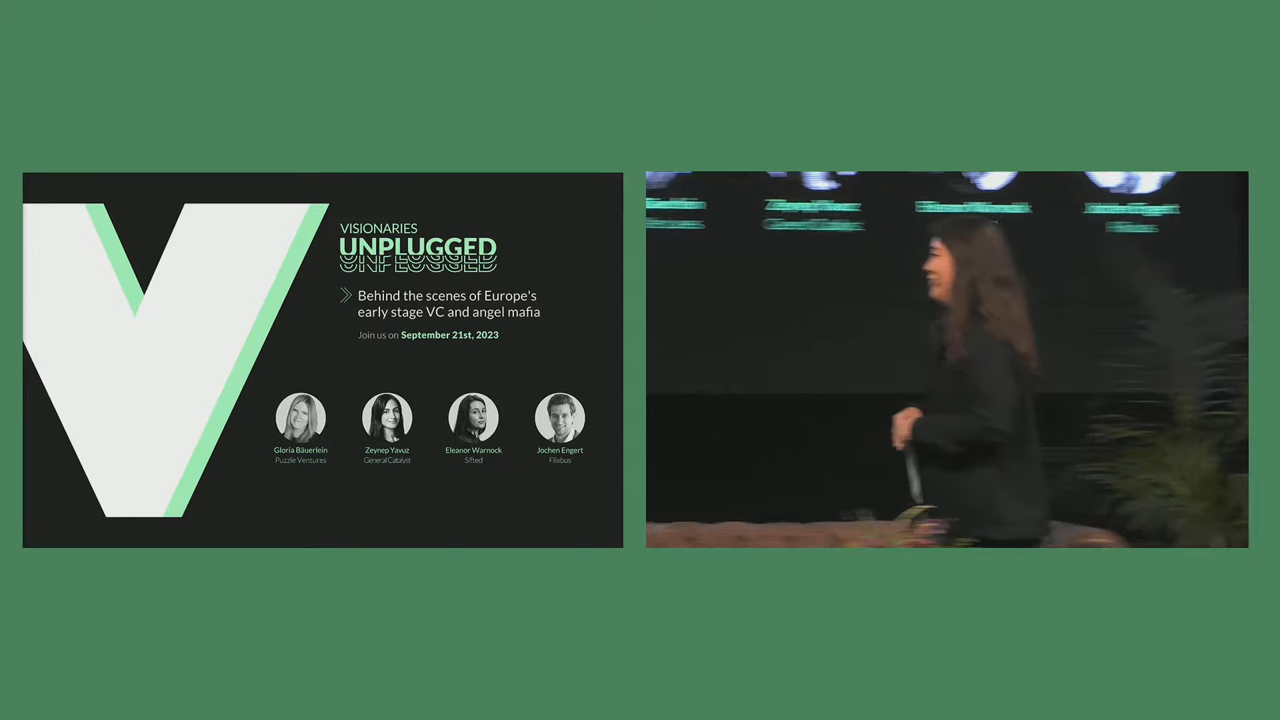 VISIONARIES
UNPLUGGED
Behind the scenes of Europe's
early stage VC and angel mafia
Join us on September 21st, 2023
Gloria Bäuerlein
Puzzle Ventures
Zeynep Yavuz
General Catalyst
Eleanor Warnock
Sifted
Jochen Engert
Flixbus